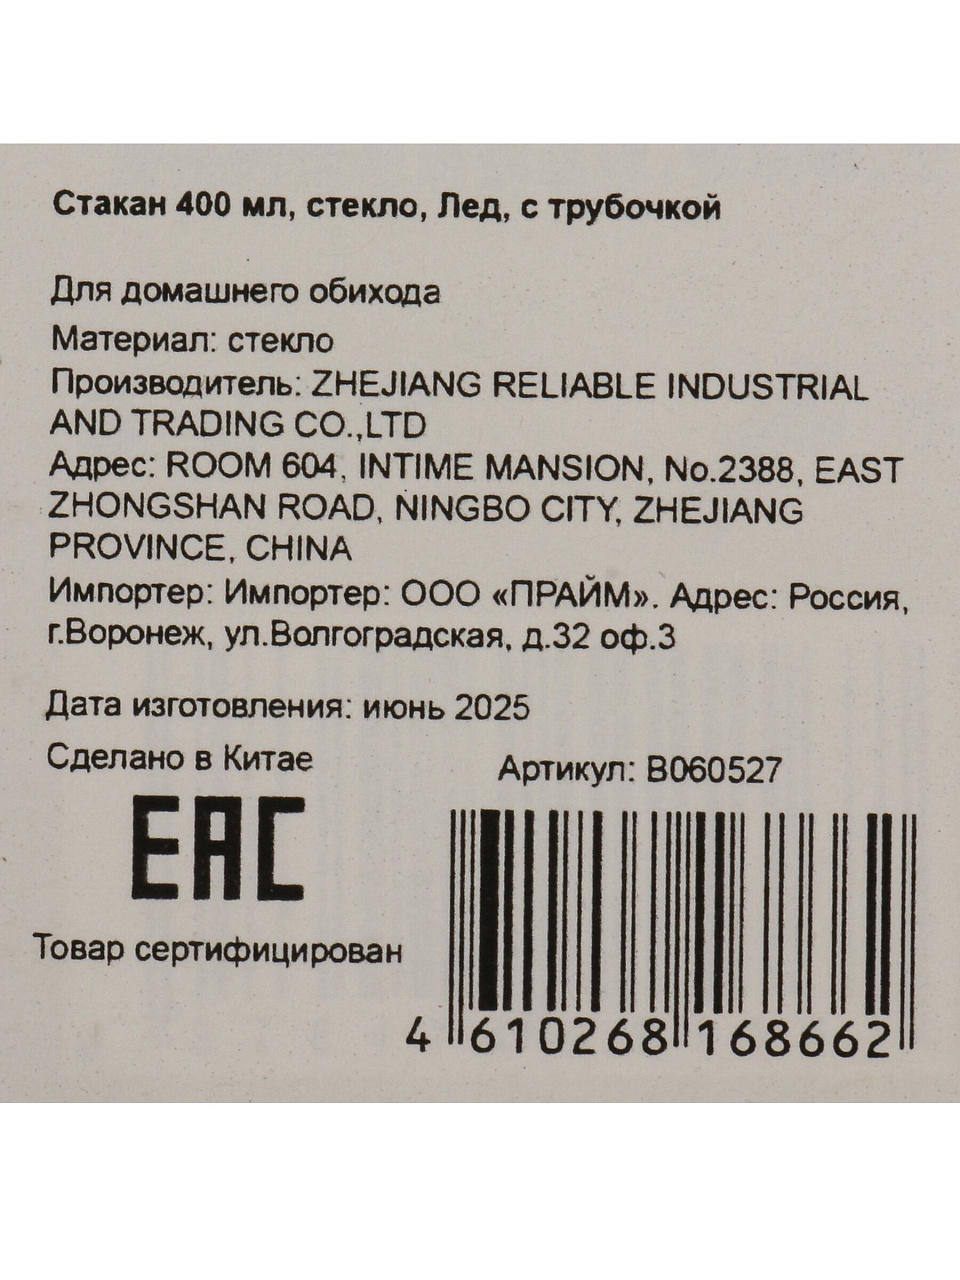 Стакан 400 мл, стекло, Лед, с трубочкой
Для домашнего обихода
Материал: стекло
Производитель: ZHEJIANG RELIABLE INDUSTRIAL
AND TRADING CO.,LTD
Адрес: ROOM 604, INTIME MANSION, No.2388, EAST
ZHONGSHAN ROAD, NINGBO CITY, ZHEJIANG
PROVINCE, CHINA
Импортер: Импортер: ООО «ПРАЙМ». Адрес: Россия,
г.Воронеж, ул.Волгоградская, д.32 оф.3
Дата изготовления: июнь 2025
Сделано в Китае
Артикул: B060527
EAC
Товар сертифицирован
4 610268 168662